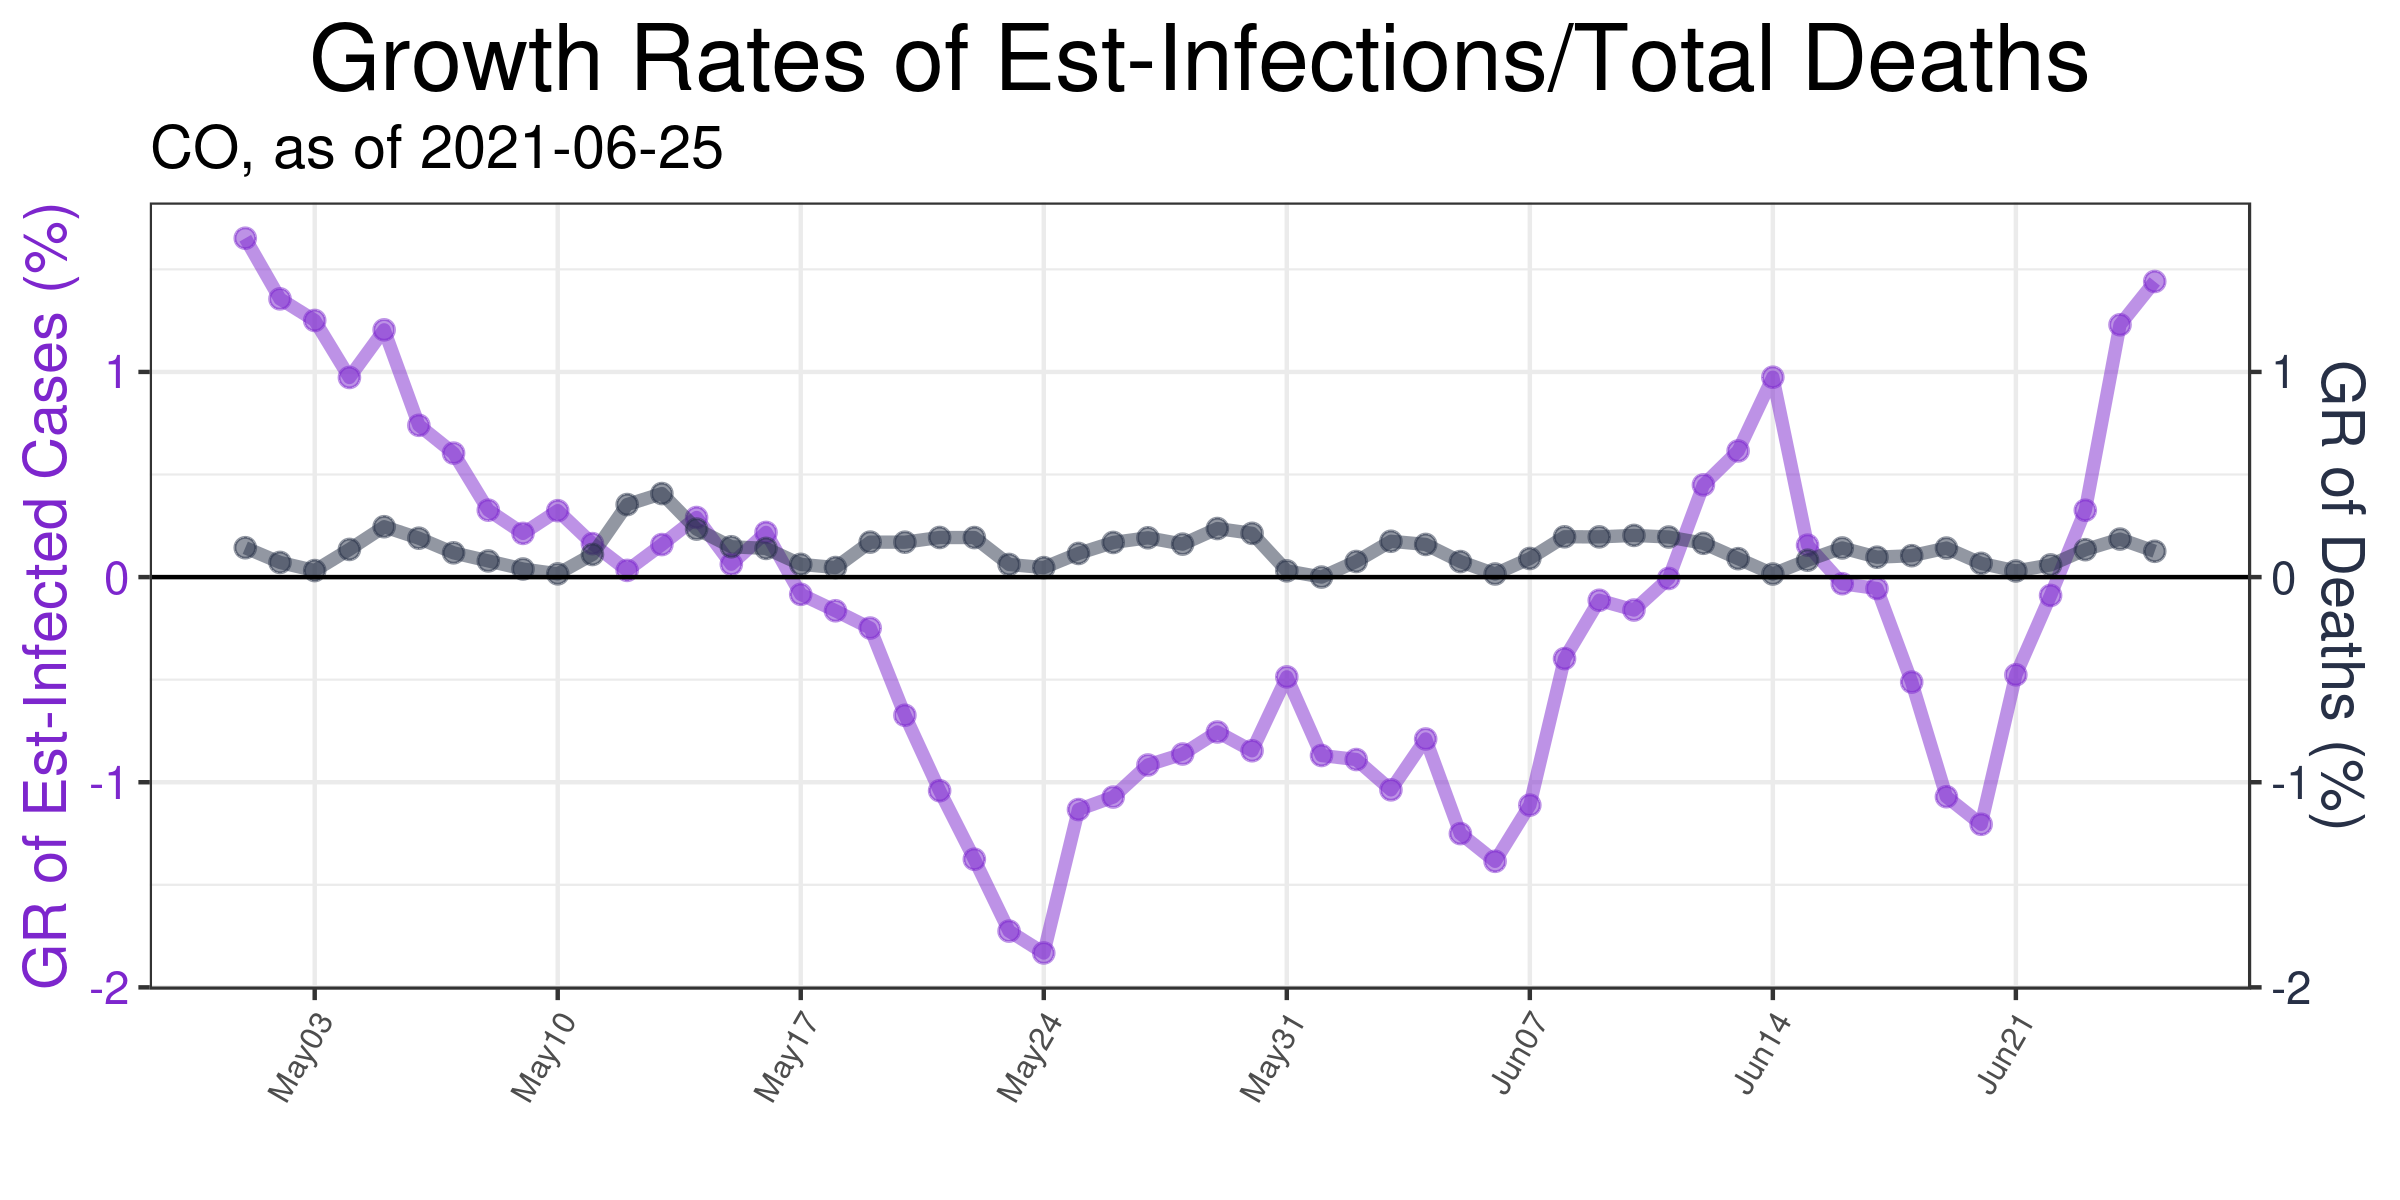 Growth Rates of Est-Infections/Total Deaths
CO, as of 2021-06-25
GR of Est-Infected Cases (%)
1
0
-1
-2
1
0
-1
-2
GR of Deaths (%)
May03
May10
May17
May24
May31
Jun07
Jun14
Jun21